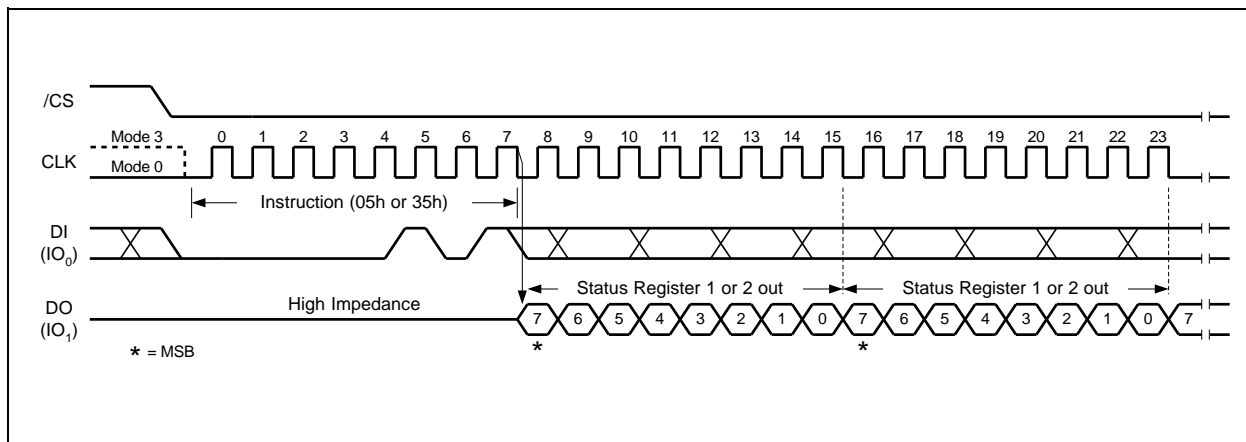 /CS
Mode 3 0 1 2 3 4 5 6 7 8 9 10 11 12 13 14 15 16 17 18 19 20 21 22 23
CLK Mode 0
Instruction (05h or 35h)
DI
(IO0)
Status Register 1 or 2 out Status Register 1 or 2 out
High Impedance
DO 7 6 5 4 3 2 1 0 7 6 5 4 3 2 1 0 7
(IO1)
* *
* = MSB